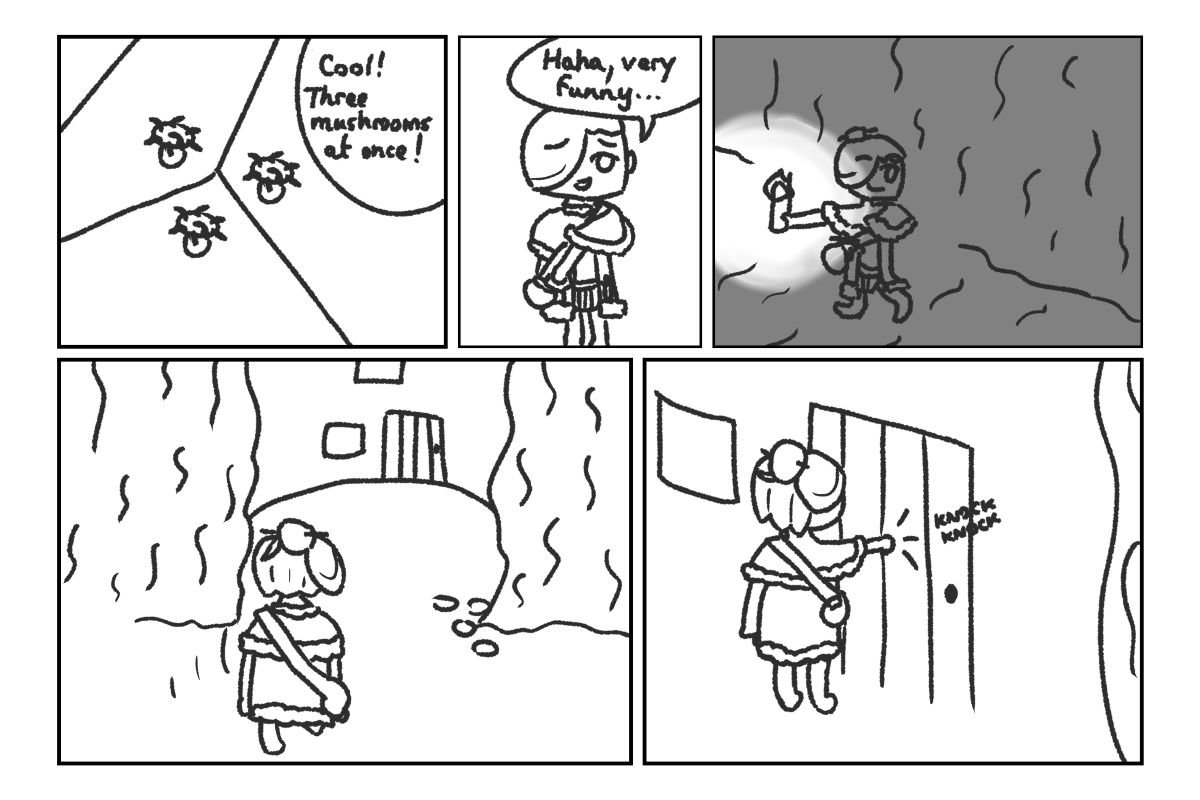 Cool!
Three
mushrooms
at once!
Haha, very
funny...
KNOCK
KNOCK